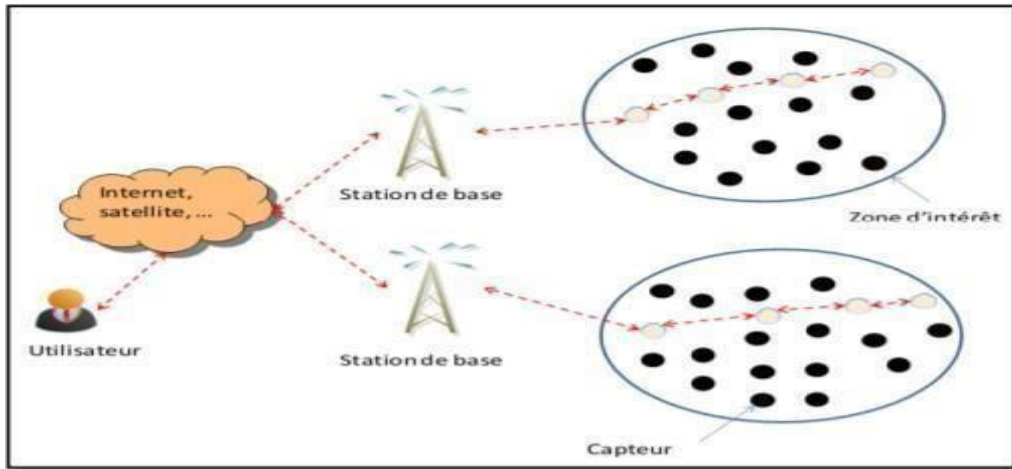 Internet,
satellite, ...
Station de base
Zone d'intérêt
Utilisateur
Station de base
Capteur